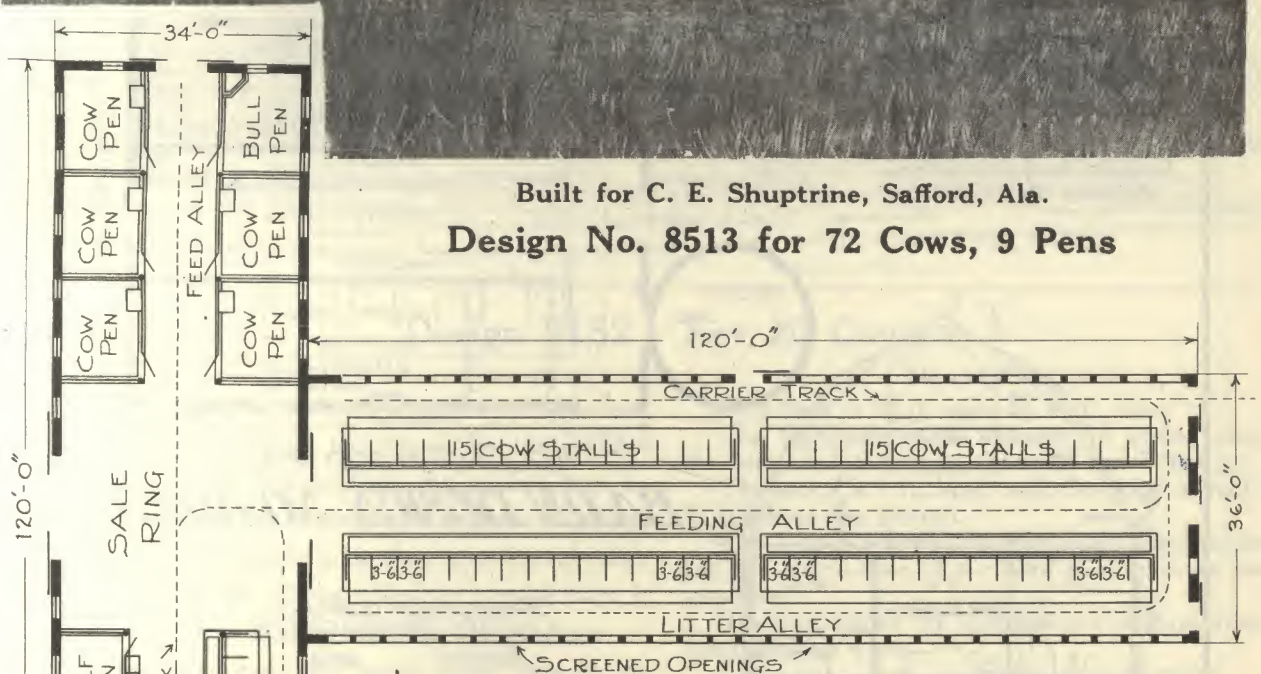 34'-0"
COW PEN
BULL PEN
FEED ALLEY
COW PEN
COW PEN
COW PEN
COW PEN
Built for C. E. Shuptrine, Safford, Ala.
Design No. 8513 for 72 Cows, 9 Pens
120'-0"
CARRIER TRACK
15 COW STALLS
15 COW STALLS
120'-0"
SALE RING
FEEDING ALLEY
36'-0"
3'-6" 3'-6" 3'-6" 3'-6" 3'-6" 3'-6" 3'-6" 3'-6"
LITTER ALLEY
SCREENED OPENINGS